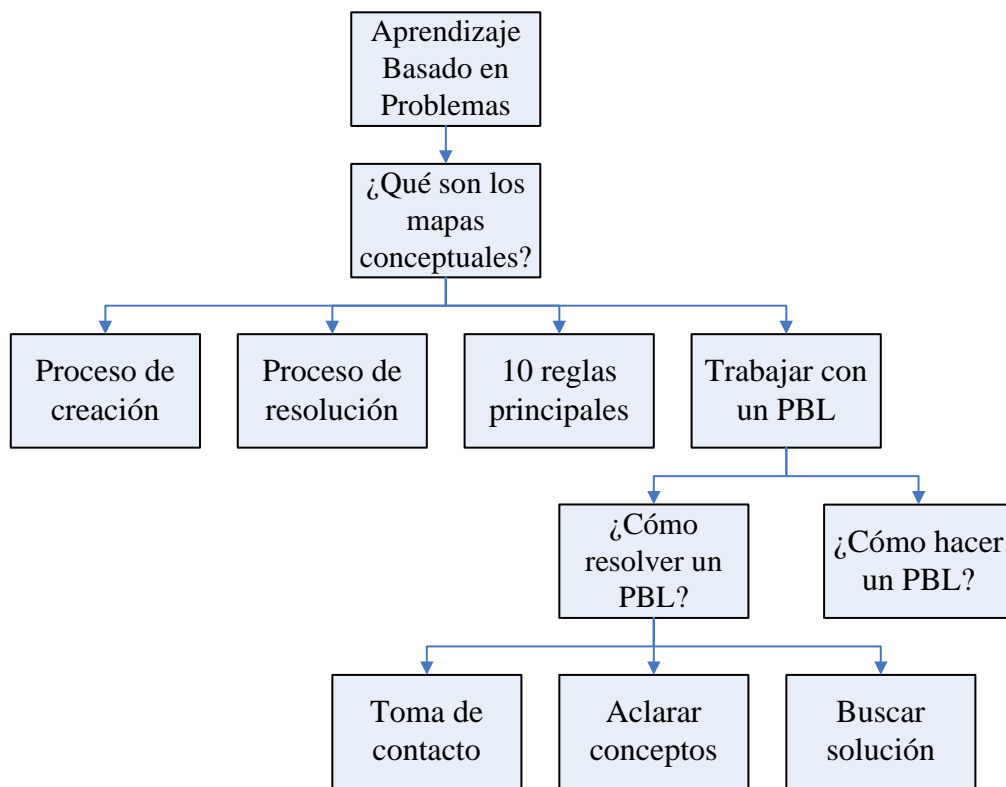 Aprendizaje
Basado en
Problemas
¿Qué son los
mapas
conceptuales?
Proceso de
creación
Proceso de
resolución
10 reglas
principales
Trabajar con
un PBL
¿Cómo
resolver un
PBL?
¿Cómo hacer
un PBL?
Toma de
contacto
Aclarar
conceptos
Buscar
solución